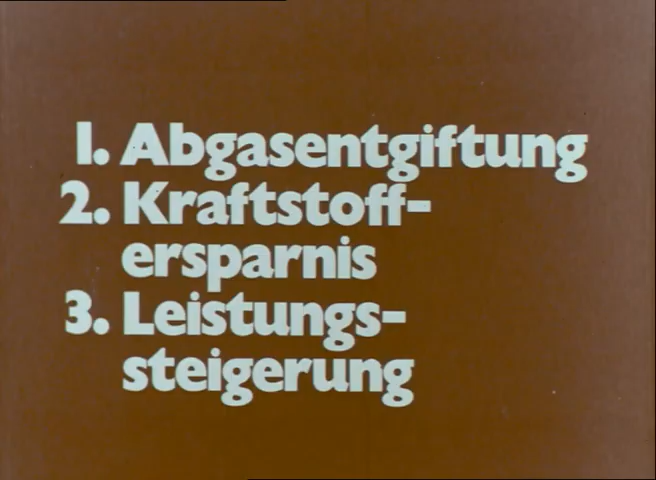 1. Abgasentgiftung
2. Kraftstoff-
ersparnis
3. Leistungs-
steigerung